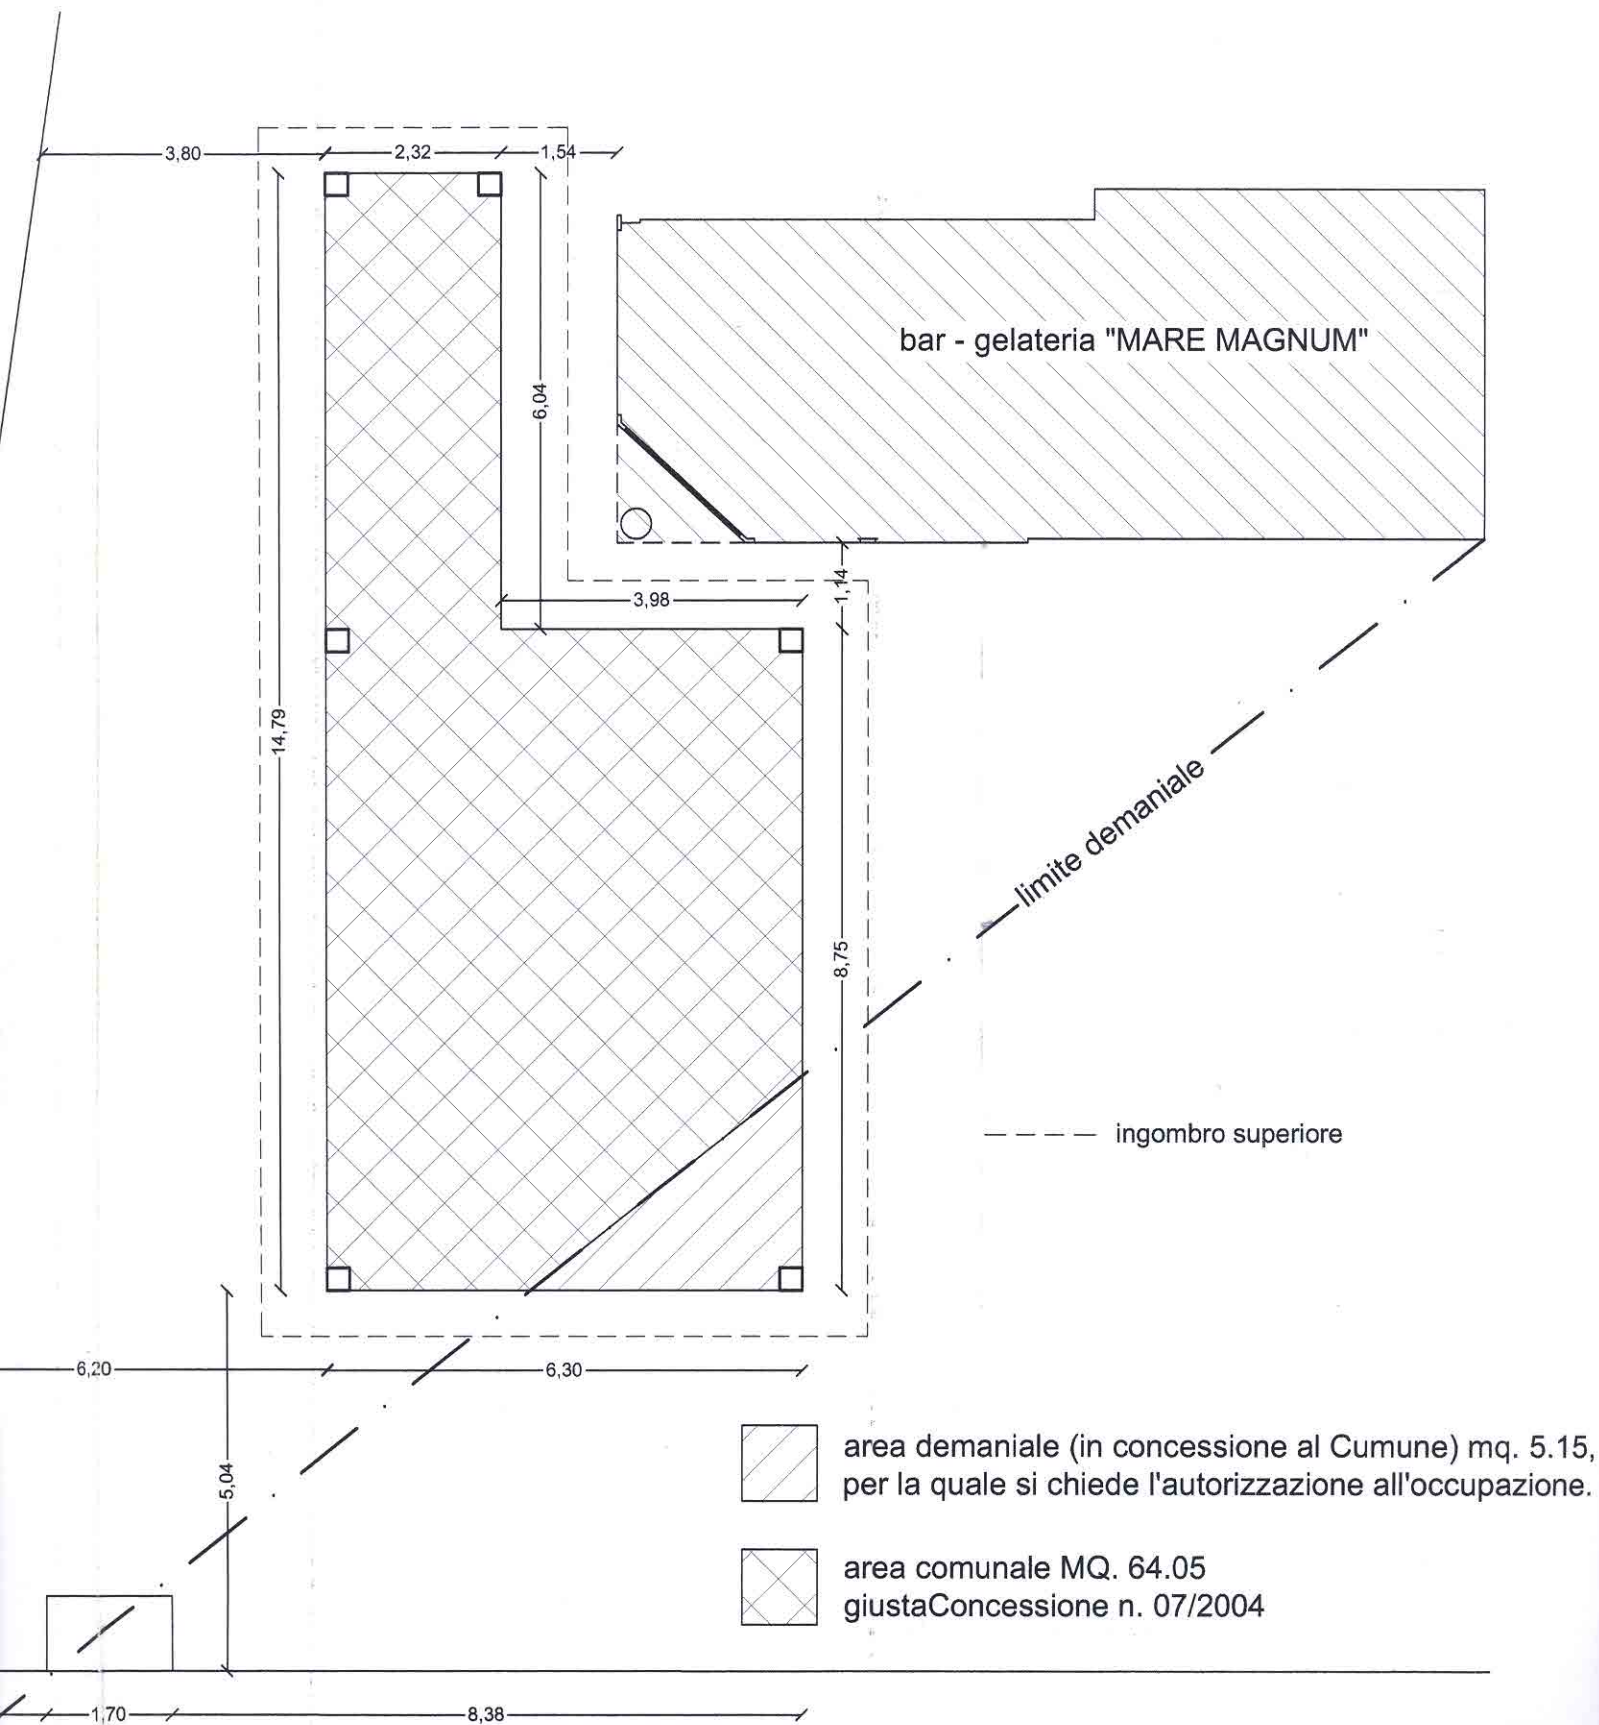 3,80
2,32
1,54
bar - gelateria "MARE MAGNUM"
6,04
1,14
3,98
14,79
limite demaniale
8,75
ingombro superiore
6,20
6,30
area demaniale (in concessione al Cumune) mq. 5.15,
per la quale si chiede l'autorizzazione all'occupazione.
5,04
area comunale MQ. 64.05
giustaConcessione n. 07/2004
1,70
8,38